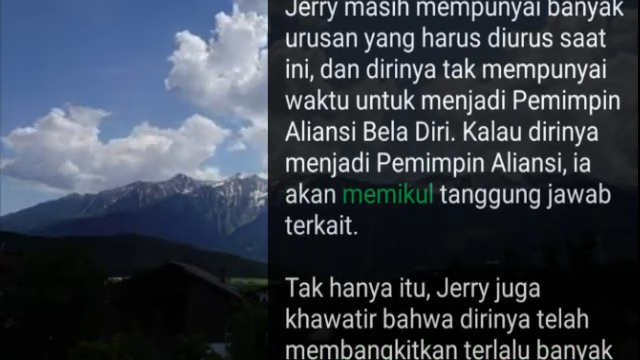 Jerry masih mempunyai banyak
urusan yang harus diurus saat
ini, dan dirinya tak mempunyai
waktu untuk menjadi Pemimpin
Aliansi Bela Diri. Kalau dirinya
menjadi Pemimpin Aliansi, ia
akan memikul tanggung jawab
terkait.
Tak hanya itu, Jerry juga
khawatir bahwa dirinya telah
membangkitkan terlalu banyak